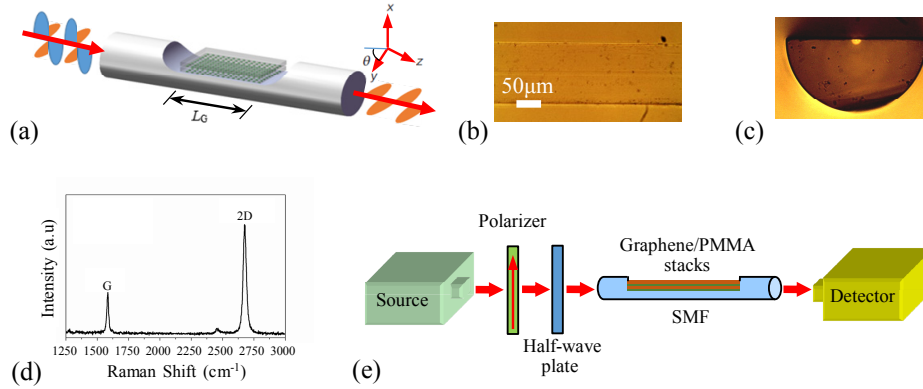 x
θ
y
z
L_G
(a)
50μm
(b)
(c)
Intensity (a.u)
G
2D
1250 1500 1750 2000 2250 2500 2750 3000
Raman Shift (cm⁻¹)
(d)
Polarizer
Source
Half-wave
plate
Graphene/PMMA
stacks
SMF
Detector
(e)